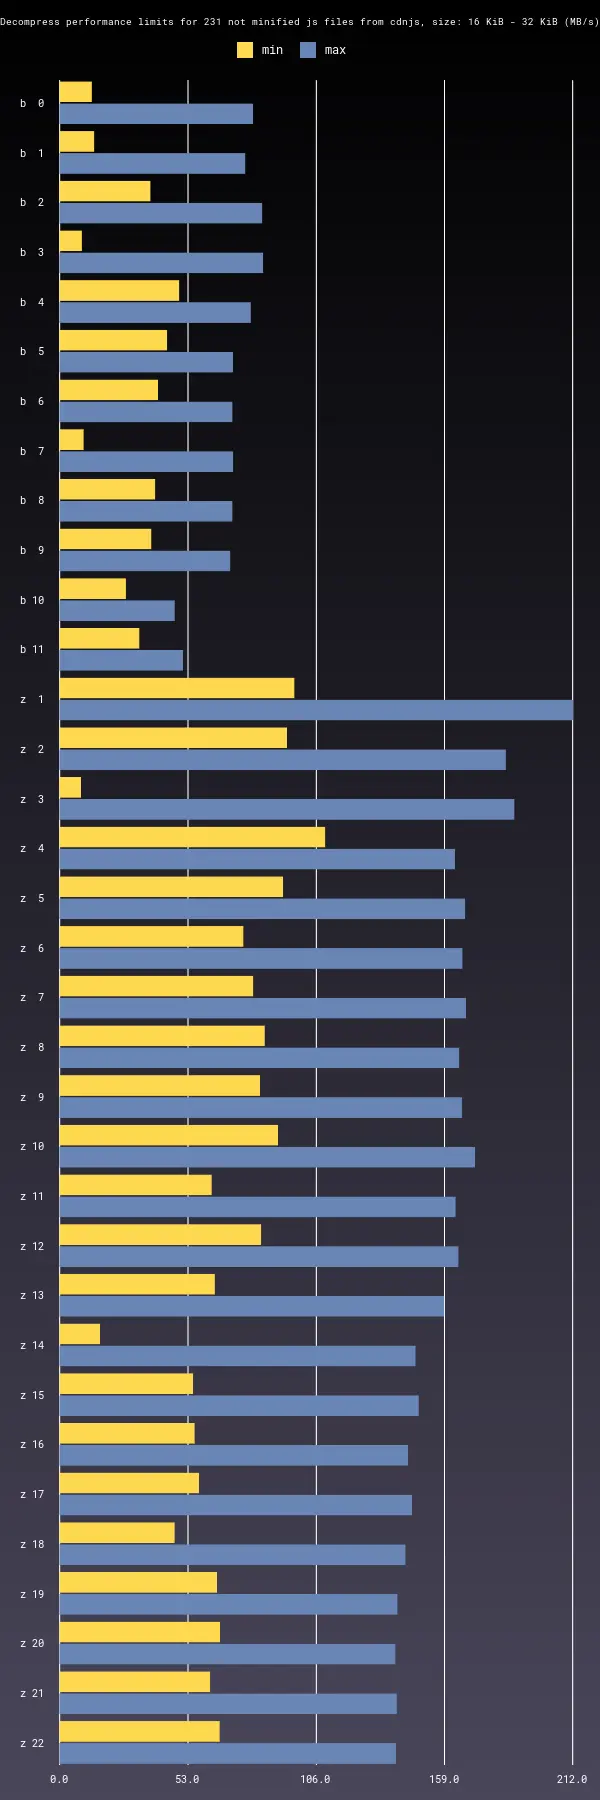 Decompress performance limits for 231 not minified js files from cdnjs, size: 16 KiB - 32 KiB (MB/s)
min max
b 0
b 1
b 2
b 3
b 4
b 5
b 6
b 7
b 8
b 9
b 10
b 11
z 1
z 2
z 3
z 4
z 5
z 6
z 7
z 8
z 9
z 10
z 11
z 12
z 13
z 14
z 15
z 16
z 17
z 18
z 19
z 20
z 21
z 22
0.0 53.0 106.0 159.0 212.0